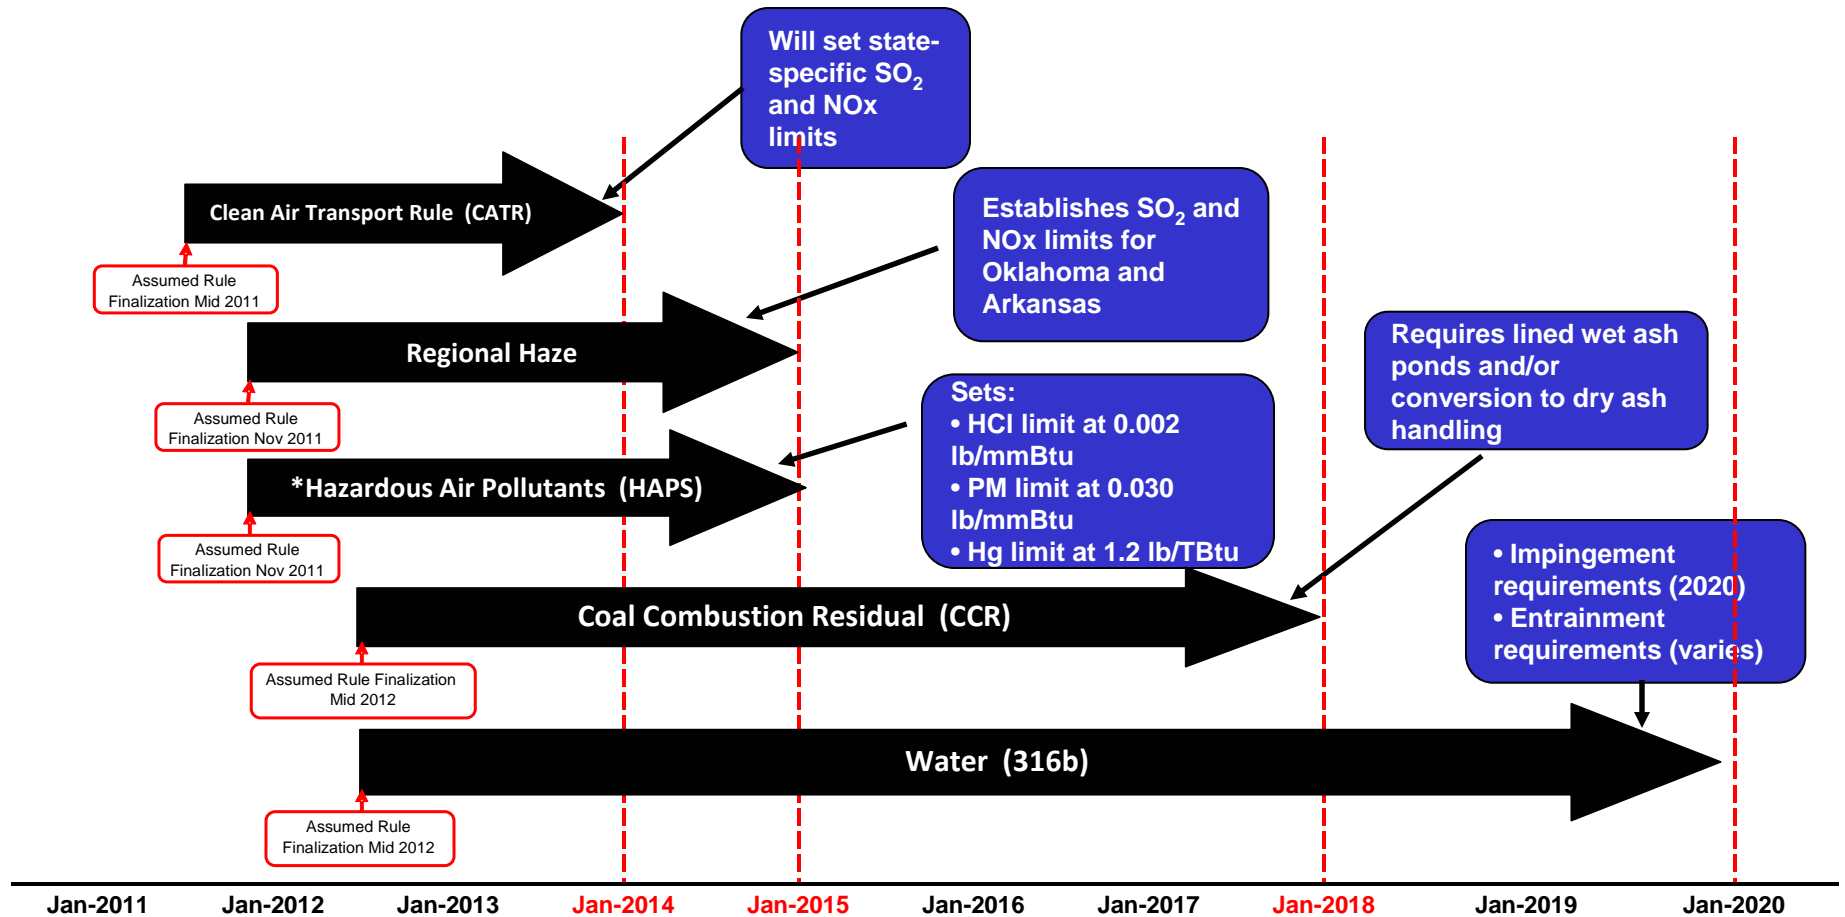 Will set state-
specific SO2
and NOx
limits
Clean Air Transport Rule (CATR)
Assumed Rule
Finalization Mid 2011
Establishes SO2 and
NOx limits for
Oklahoma and
Arkansas
Regional Haze
Assumed Rule
Finalization Nov 2011
Requires lined wet ash
ponds and/or
conversion to dry ash
handling
Sets:
• HCl limit at 0.002
lb/mmBtu
• PM limit at 0.030
lb/mmBtu
• Hg limit at 1.2 lb/TBtu
*Hazardous Air Pollutants (HAPS)
Assumed Rule
Finalization Nov 2011
• Impingement
requirements (2020)
• Entrainment
requirements (varies)
Coal Combustion Residual (CCR)
Assumed Rule Finalization
Mid 2012
Water (316b)
Assumed Rule
Finalization Mid 2012
Jan-2011 Jan-2012 Jan-2013 Jan-2014 Jan-2015 Jan-2016 Jan-2017 Jan-2018 Jan-2019 Jan-2020